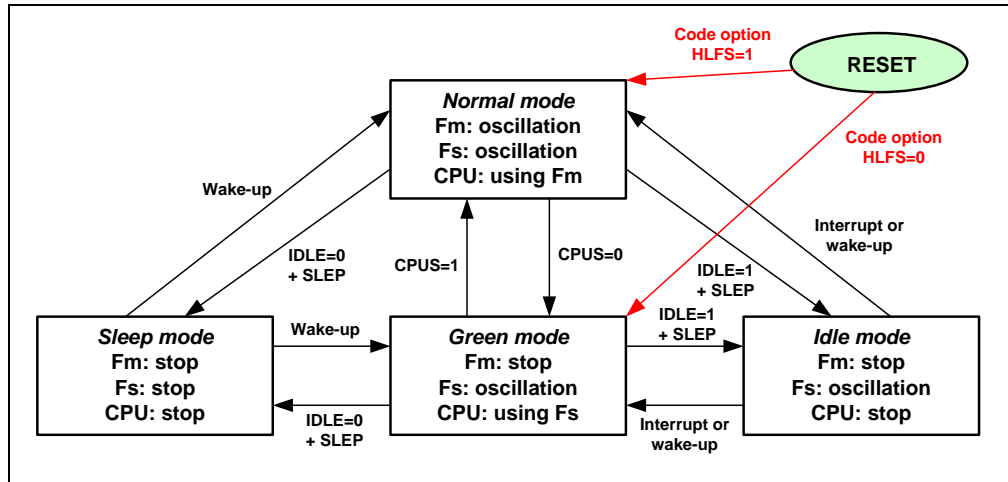 Code option
HLFS=1
RESET
Normal mode
Fm: oscillation
Fs: oscillation
CPU: using Fm
Code option
HLFS=0
Wake-up
Interrupt or
wake-up
IDLE=0
+ SLEP
CPUS=1
CPUS=0
IDLE=1
+ SLEP
Sleep mode
Fm: stop
Fs: stop
CPU: stop
Wake-up
IDLE=0
+ SLEP
Green mode
Fm: stop
Fs: oscillation
CPU: using Fs
IDLE=1
+ SLEP
Interrupt or
wake-up
Idle mode
Fm: stop
Fs: oscillation
CPU: stop